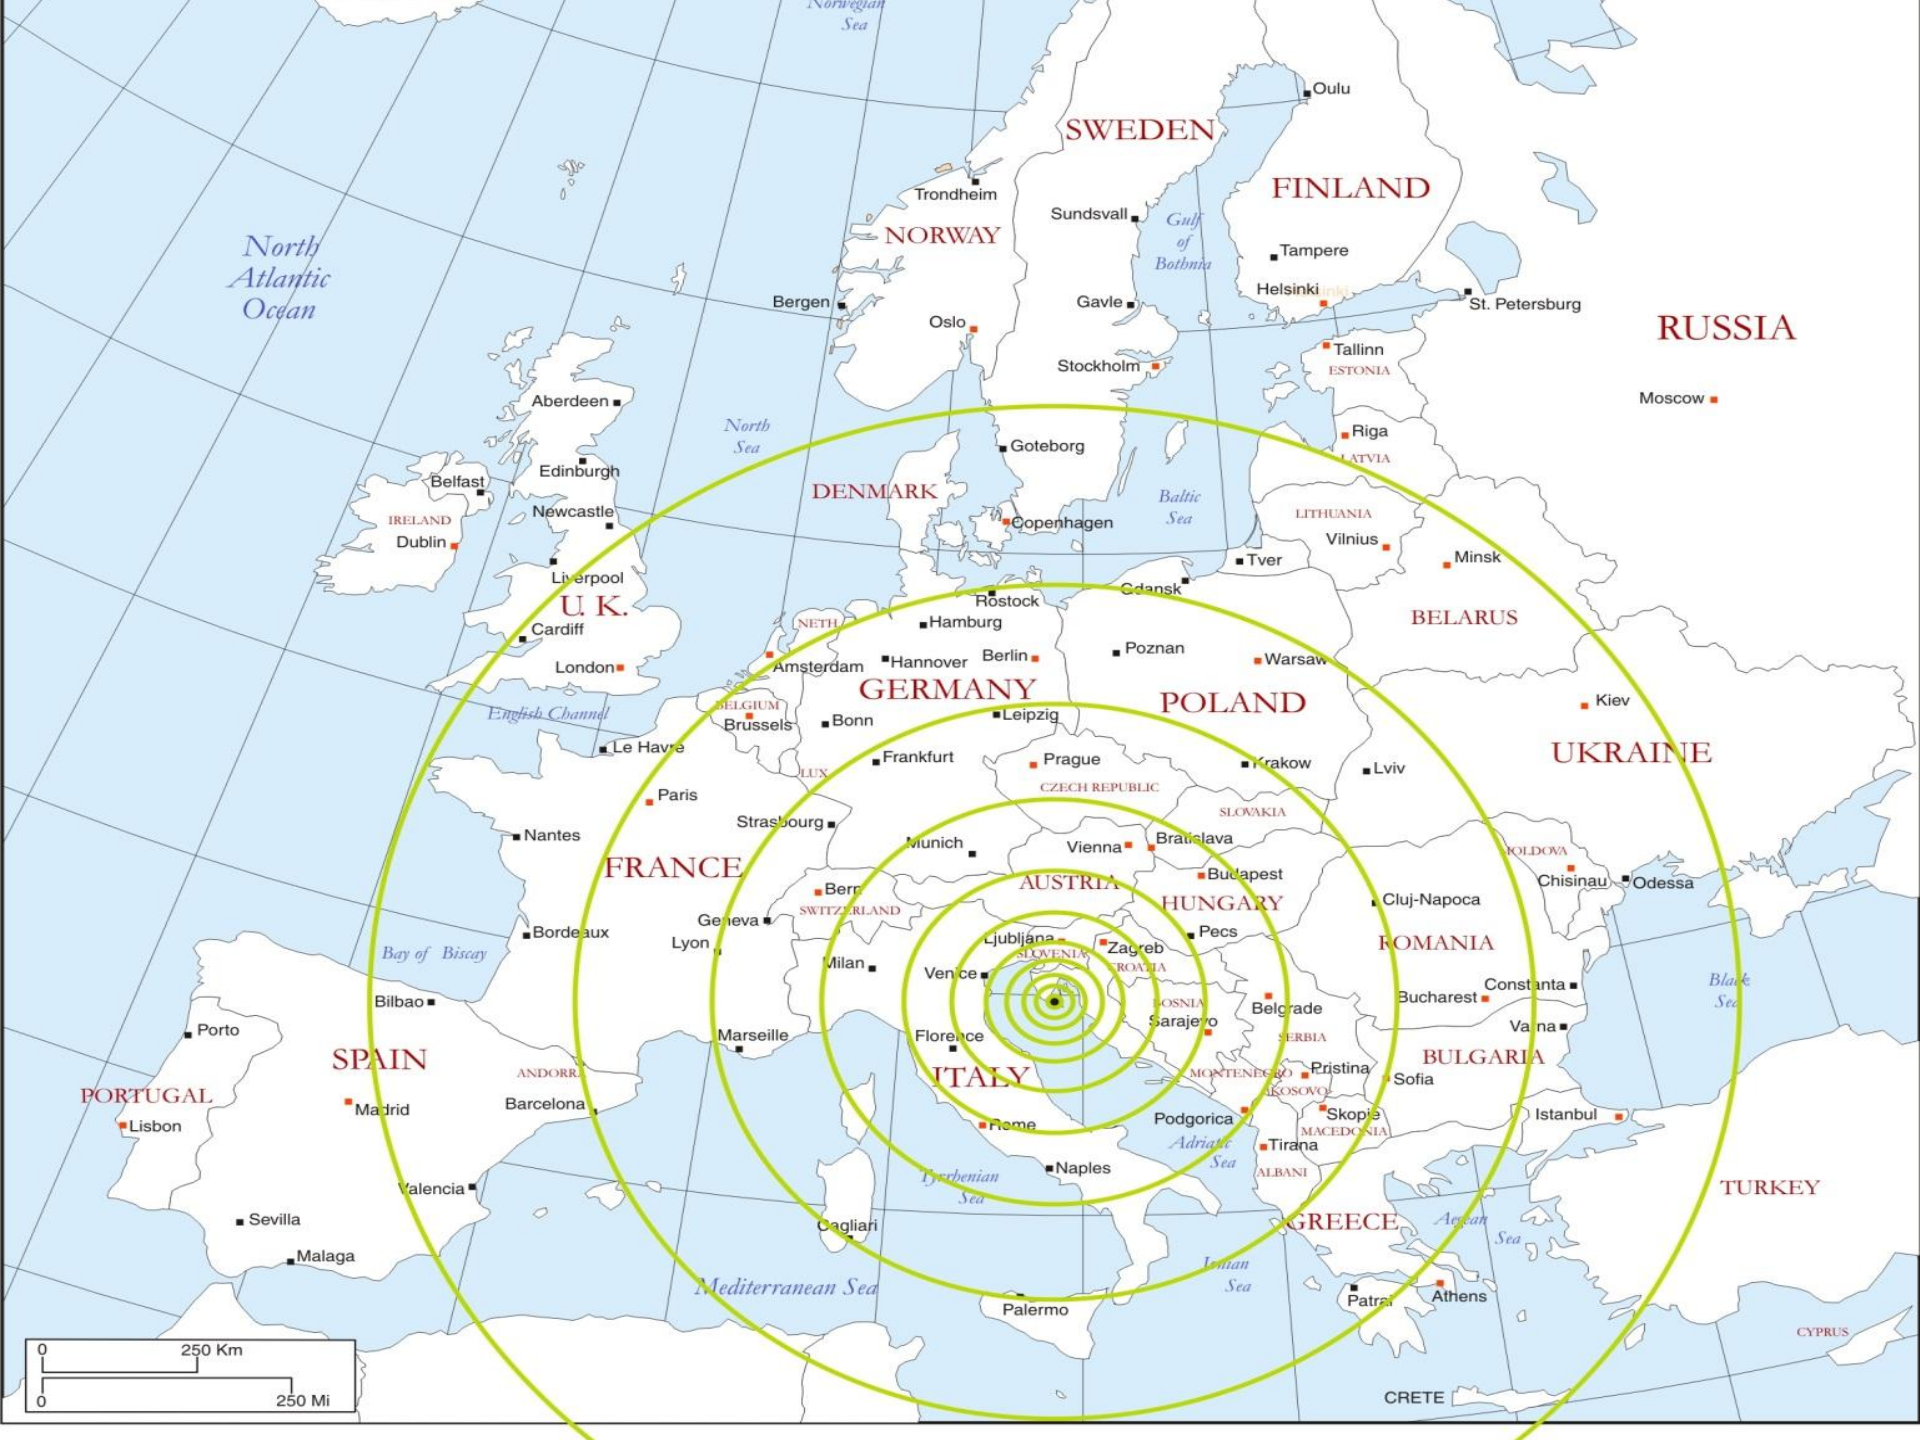 Norwegian
Sea
Oulu
SWEDEN
FINLAND
Trondheim
Sundsvall
Gulf
of
Bothnia
NORWAY
Tampere
Helsinki
Bergen
Gavle
St. Petersburg
Oslo
RUSSIA
North
Atlantic
Ocean
Tallinn
ESTONIA
Stockholm
Moscow
Aberdeen
North
Sea
Goteborg
Riga
LATVIA
Edinburgh
Belfast
DENMARK
Baltic
Sea
Newcastle
IRELAND
Dublin
Copenhagen
LITHUANIA
Vilnius
Minsk
Tver
Liverpool
Gdansk
Rostock
U. K.
NETH
Hamburg
BELARUS
Cardiff
London
Amsterdam
Hannover
Berlin
Poznan
Warsaw
GERMANY
POLAND
English Channel
BELGIUM
Brussels
Bonn
Leipzig
Kiev
Le Havre
Frankfurt
Prague
Krakow
Lviv
UKRAINE
LUX
CZECH REPUBLIC
Paris
SLOVAKIA
Strasbourg
Nantes
Munich
Vienna
Bratislava
MOLDOVA
FRANCE
AUSTRIA
Budapest
Chisinau
Odessa
Bern
SWITZERLAND
HUNGARY
Cluj-Napoca
Geneva
Bordeaux
Lyon
Ljubljana
Zagreb
Pecs
ROMANIA
Bay of Biscay
SLOVENIA
CROATIA
Milan
Venice
Constanta
Black
Sea
Bilbao
BOSNIA
Belgrade
Bucharest
Porto
Marseille
Florence
Sarajevo
SERBIA
Varna
SPAIN
BULGARIA
ANDORRA
ITALY
MONTENEGRO
Pristina
KOSOVO
Sofia
PORTUGAL
Madrid
Barcelona
Lisbon
Rome
Podgorica
Skopje
MACEDONIA
Istanbul
Adriatic
Sea
Tirana
ALBANI
Naples
Tyrrhenian
Sea
Valencia
TURKEY
Sevilla
Cagliari
GREECE
Aegean
Sea
Malaga
Mediterranean Sea
Ionian
Sea
Palermo
Patrai
Athens
CYPRUS
0
250 Km
0
250 Mi
CRETE